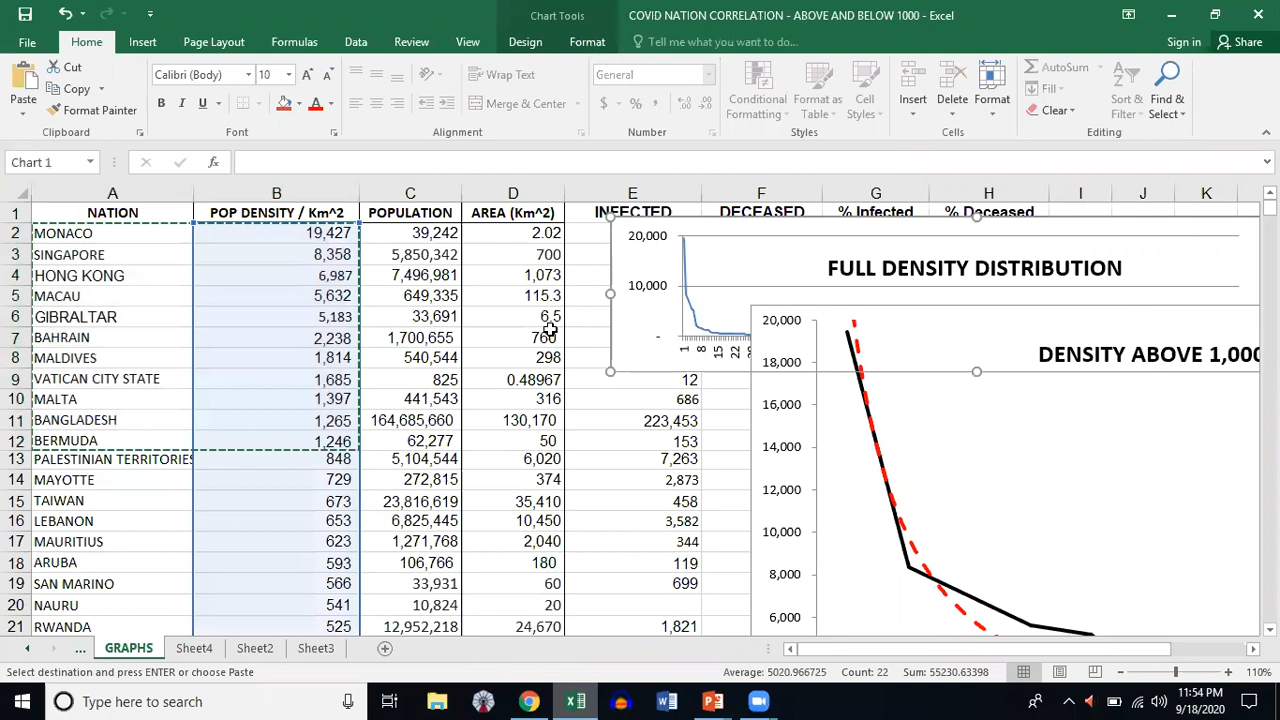 Chart Tools
COVID NATION CORRELATION - ABOVE AND BELOW 1000 - Excel
File Home Insert Page Layout Formulas Data Review View Design Format Tell me what you want to do... Sign in Share
Paste Cut Copy Format Painter
Calibri (Body) 10
B I U A
Wrap Text
Merge & Center
General
$ % ,
Conditional Formatting Format as Table Cell Styles
Insert Delete Format
AutoSum Fill Clear
Sort & Filter Find & Select
Clipboard Font Alignment Number Styles Cells Editing
Chart 1 fx
A B C D E F G H I J K
1 NATION POP DENSITY / Km^2 POPULATION AREA (Km^2) INFECTED DECEASED % Infected % Deceased
2 MONACO 19,427 39,242 2.02
3 SINGAPORE 8,358 5,850,342 700
4 HONG KONG 6,987 7,496,981 1,073
5 MACAU 5,632 649,335 115.3
6 GIBRALTAR 5,183 33,691 6.5
7 BAHRAIN 2,238 1,700,655 760
8 MALDIVES 1,814 540,544 298
9 VATICAN CITY STATE 1,685 825 0.48967 12
10 MALTA 1,397 441,543 316 686
11 BANGLADESH 1,265 164,685,660 130,170 223,453
12 BERMUDA 1,246 62,277 50 153
13 PALESTINIAN TERRITORIES 848 5,104,544 6,020 7,263
14 MAYOTTE 729 272,815 374 2,873
15 TAIWAN 673 23,816,619 35,410 458
16 LEBANON 653 6,825,445 10,450 3,582
17 MAURITIUS 623 1,271,768 2,040 344
18 ARUBA 593 106,766 180 119
19 SAN MARINO 566 33,931 60 699
20 NAURU 541 10,824 20
21 RWANDA 525 12,952,218 24,670 1,821
20,000
10,000
-
1 8 15 22 29
FULL DENSITY DISTRIBUTION
DENSITY ABOVE 1,000
20,000
18,000
16,000
14,000
12,000
10,000
8,000
6,000
... GRAPHS Sheet4 Sheet2 Sheet3
Select destination and press ENTER or choose Paste Average: 5020.966725 Count: 22 Sum: 55230.63398 110%
Type here to search
11:54 PM
9/18/2020